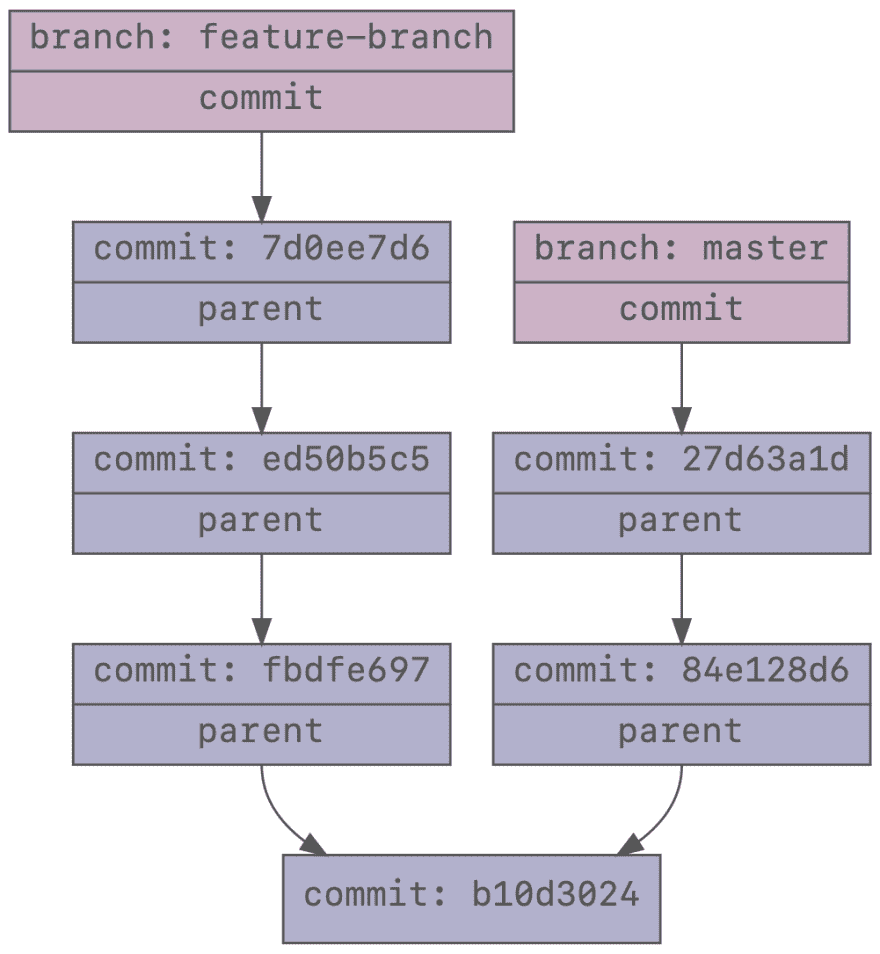 branch: feature-branch
commit
commit: 7d0ee7d6
parent
branch: master
commit
commit: ed50b5c5
parent
commit: 27d63a1d
parent
commit: fbdfe697
parent
commit: 84e128d6
parent
commit: b10d3024